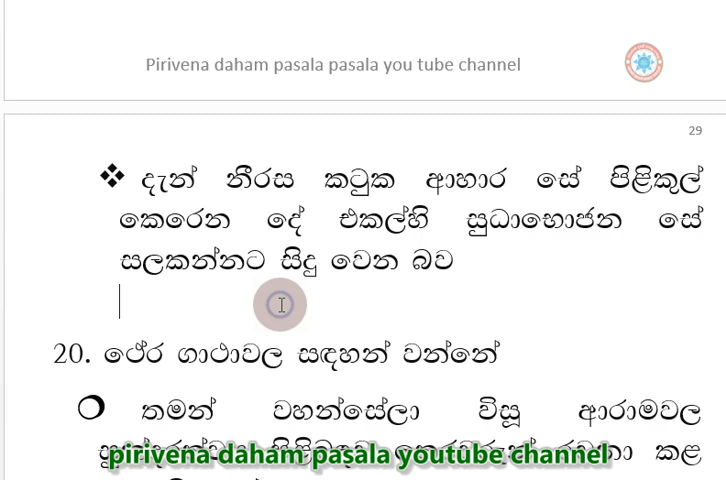 Pirivena daham pasala pasala you tube channel
29
❖ දැන් නීරස කටුක ආහාර සේ පිළිකුල්
කෙරෙන දේ එකල්හි සුධාභොජන සේ
සලකන්නට සිදු වෙන බව
20. ථේර ගාථාවල සඳහන් වන්නේ
තමන් වහන්සේලා විසූ ආරාමවල
කළ
pirivena daham pasala youtube channel